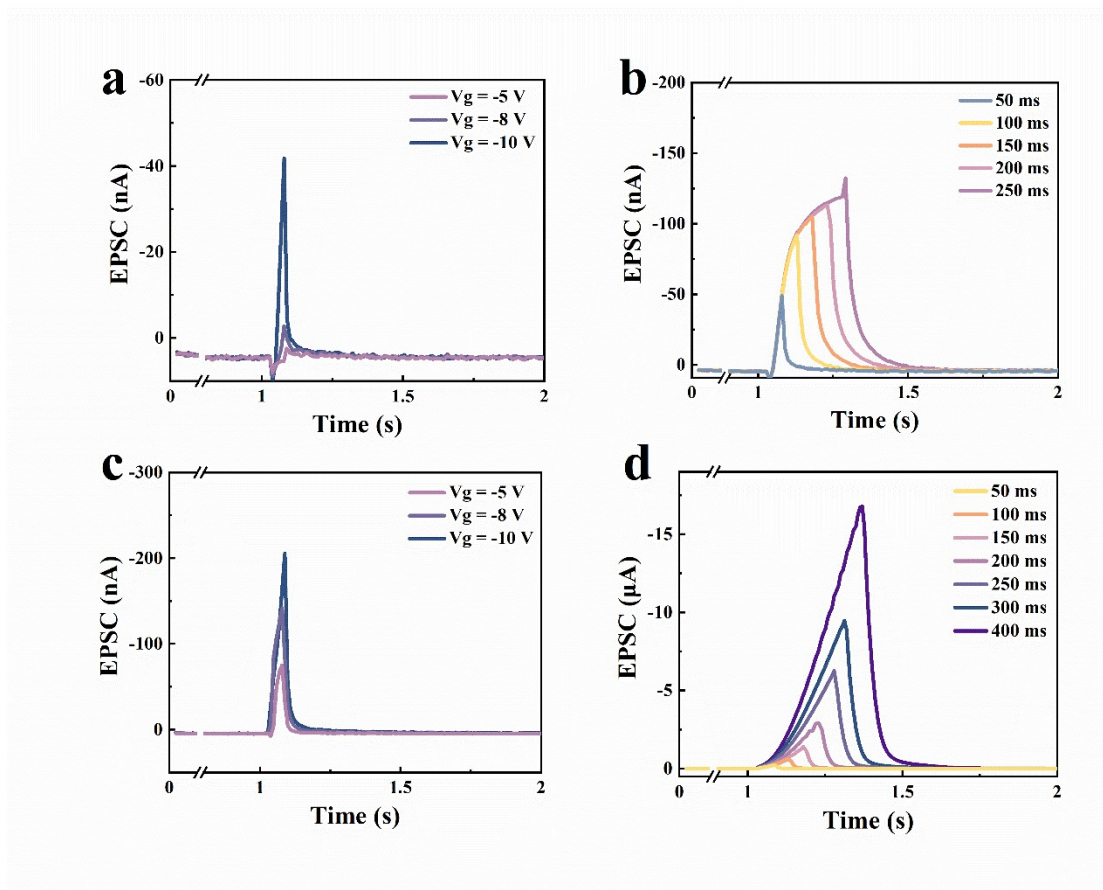 a
-60
-40
-20
0
EPSC (nA)
Vg = -5 V
Vg = -8 V
Vg = -10 V
0
1
1.5
2
Time (s)
b
-200
-150
-100
-50
0
EPSC (nA)
50 ms
100 ms
150 ms
200 ms
250 ms
0
1
1.5
2
Time (s)
c
-300
-200
-100
0
EPSC (nA)
Vg = -5 V
Vg = -8 V
Vg = -10 V
0
1
1.5
2
Time (s)
d
-15
-10
-5
0
EPSC (μA)
50 ms
100 ms
150 ms
200 ms
250 ms
300 ms
400 ms
0
1
1.5
2
Time (s)